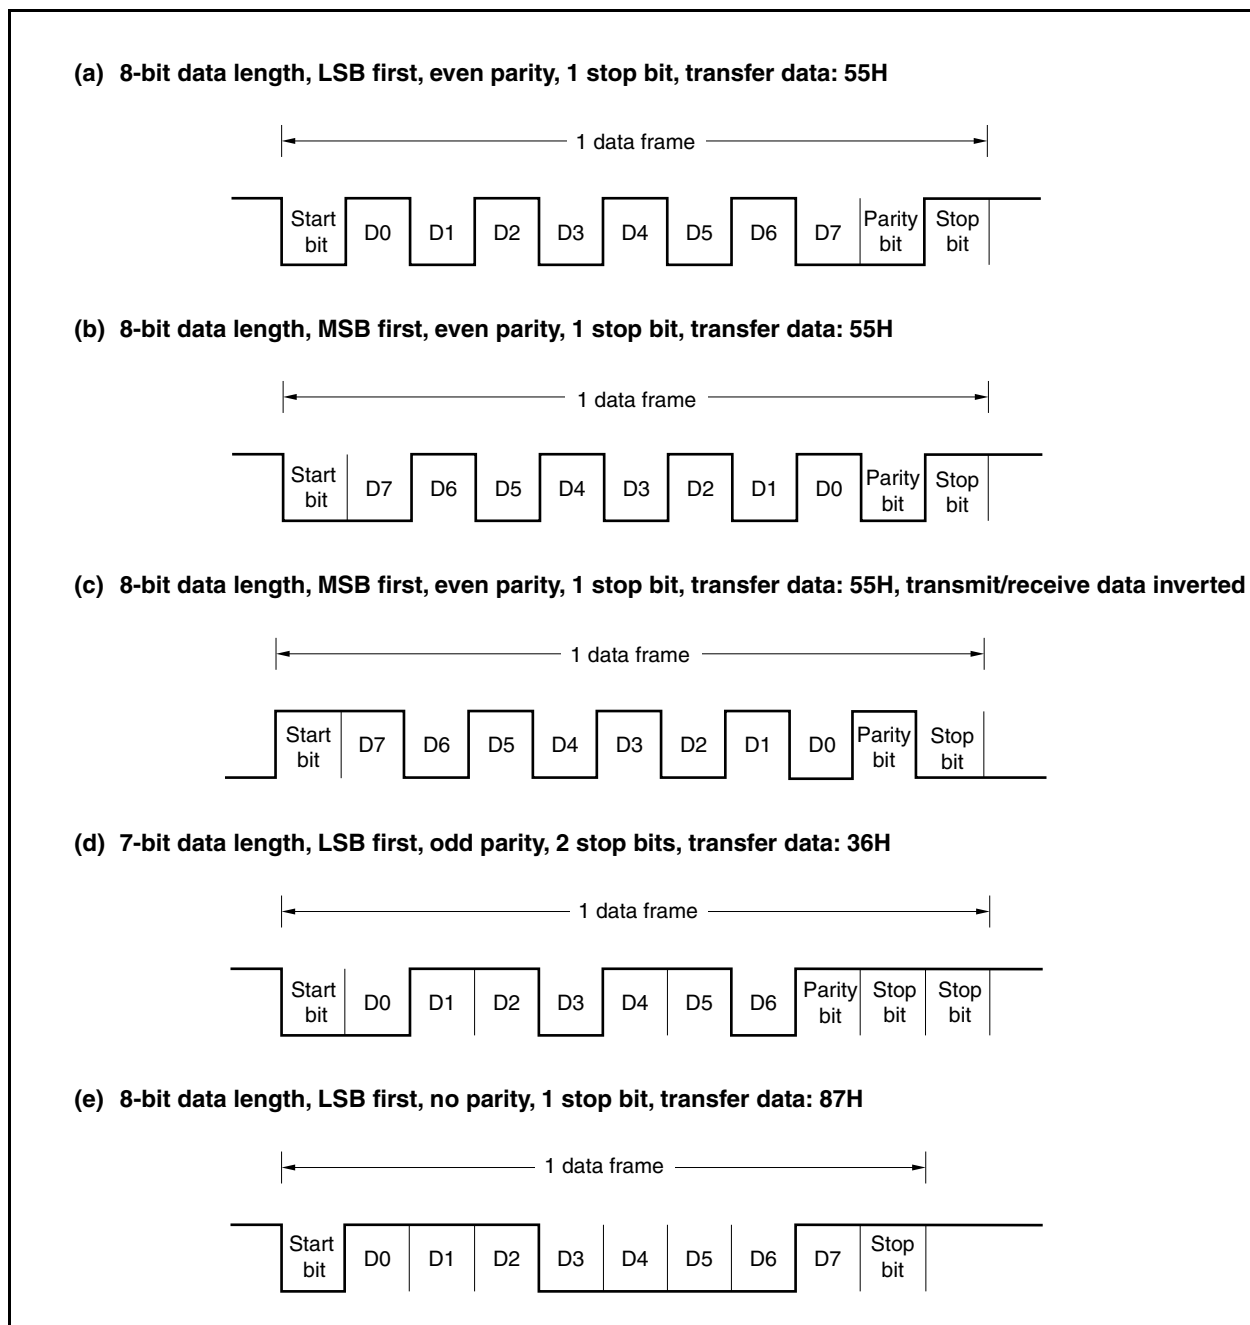 (a) 8-bit data length, LSB first, even parity, 1 stop bit, transfer data: 55H
1 data frame
Start bit D0 D1 D2 D3 D4 D5 D6 D7 Parity bit Stop bit
(b) 8-bit data length, MSB first, even parity, 1 stop bit, transfer data: 55H
1 data frame
Start bit D7 D6 D5 D4 D3 D2 D1 D0 Parity bit Stop bit
(c) 8-bit data length, MSB first, even parity, 1 stop bit, transfer data: 55H, transmit/receive data inverted
1 data frame
Start bit D7 D6 D5 D4 D3 D2 D1 D0 Parity bit Stop bit
(d) 7-bit data length, LSB first, odd parity, 2 stop bits, transfer data: 36H
1 data frame
Start bit D0 D1 D2 D3 D4 D5 D6 Parity bit Stop bit Stop bit
(e) 8-bit data length, LSB first, no parity, 1 stop bit, transfer data: 87H
1 data frame
Start bit D0 D1 D2 D3 D4 D5 D6 D7 Stop bit